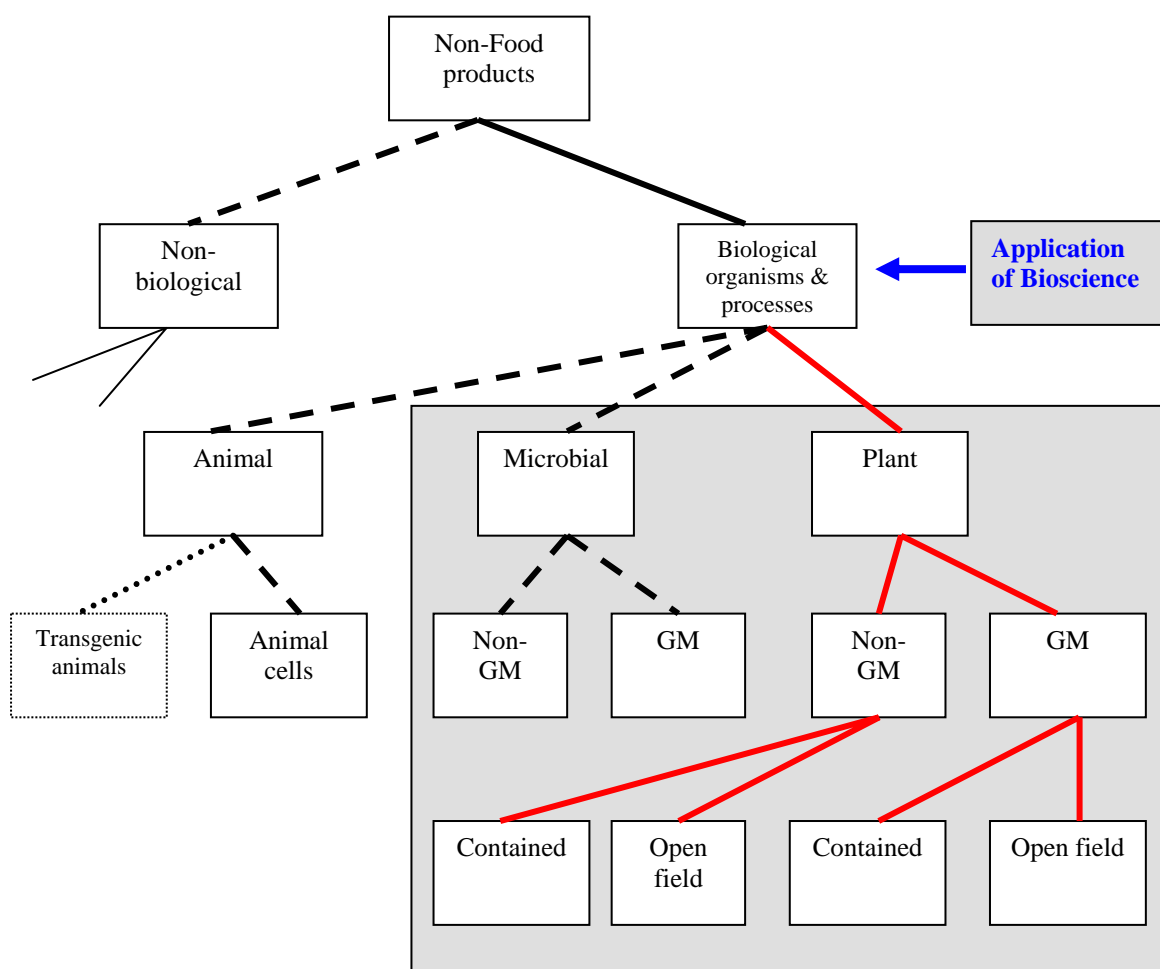 Non-Food
products
Non-
biological
Biological
organisms &
processes
Application
of Bioscience
Animal
Microbial
Plant
Transgenic
animals
Animal
cells
Non-
GM
GM
Non-
GM
GM
Contained
Open
field
Contained
Open field